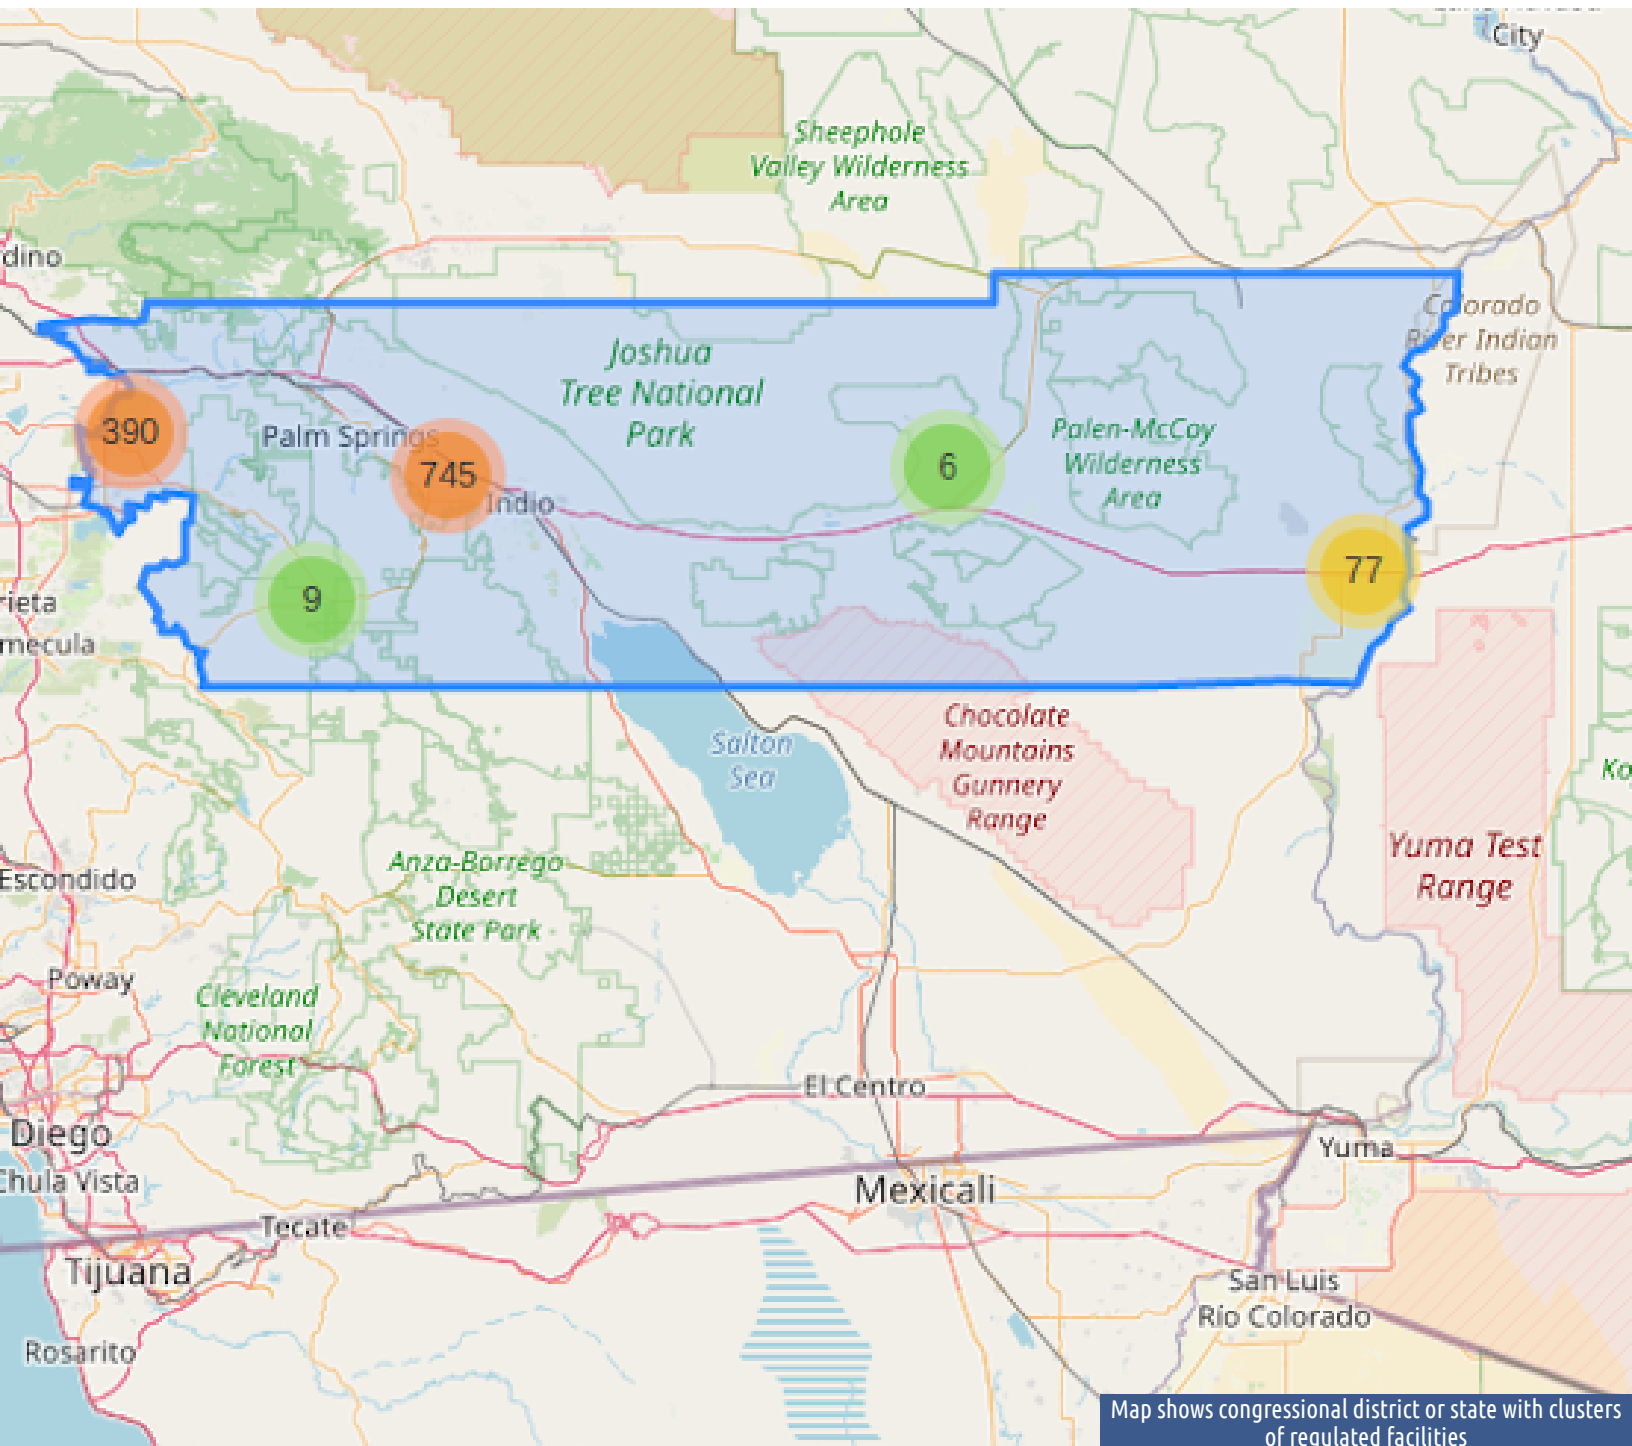 City
Sheephole
Valley Wilderness
Area
rdino
Colorado
River Indian
Tribes
Joshua
Tree National
Park
390
Palm Springs
745
Indio
6
Palen-McCoy
Wilderness
Area
77
9
rieta
mecula
Chocolate
Mountains
Gunnery
Range
Salton
Sea
Ko
Yuma Test
Range
Anza-Borrego
Desert
State Park
Escondido
Poway
Cleveland
National
Forest
El Centro
Diego
Yuma
Chula Vista
Mexicali
Tecate
Tijuana
San Luis
Río Colorado
Rosarito
Map shows congressional district or state with clusters
of regulated facilities